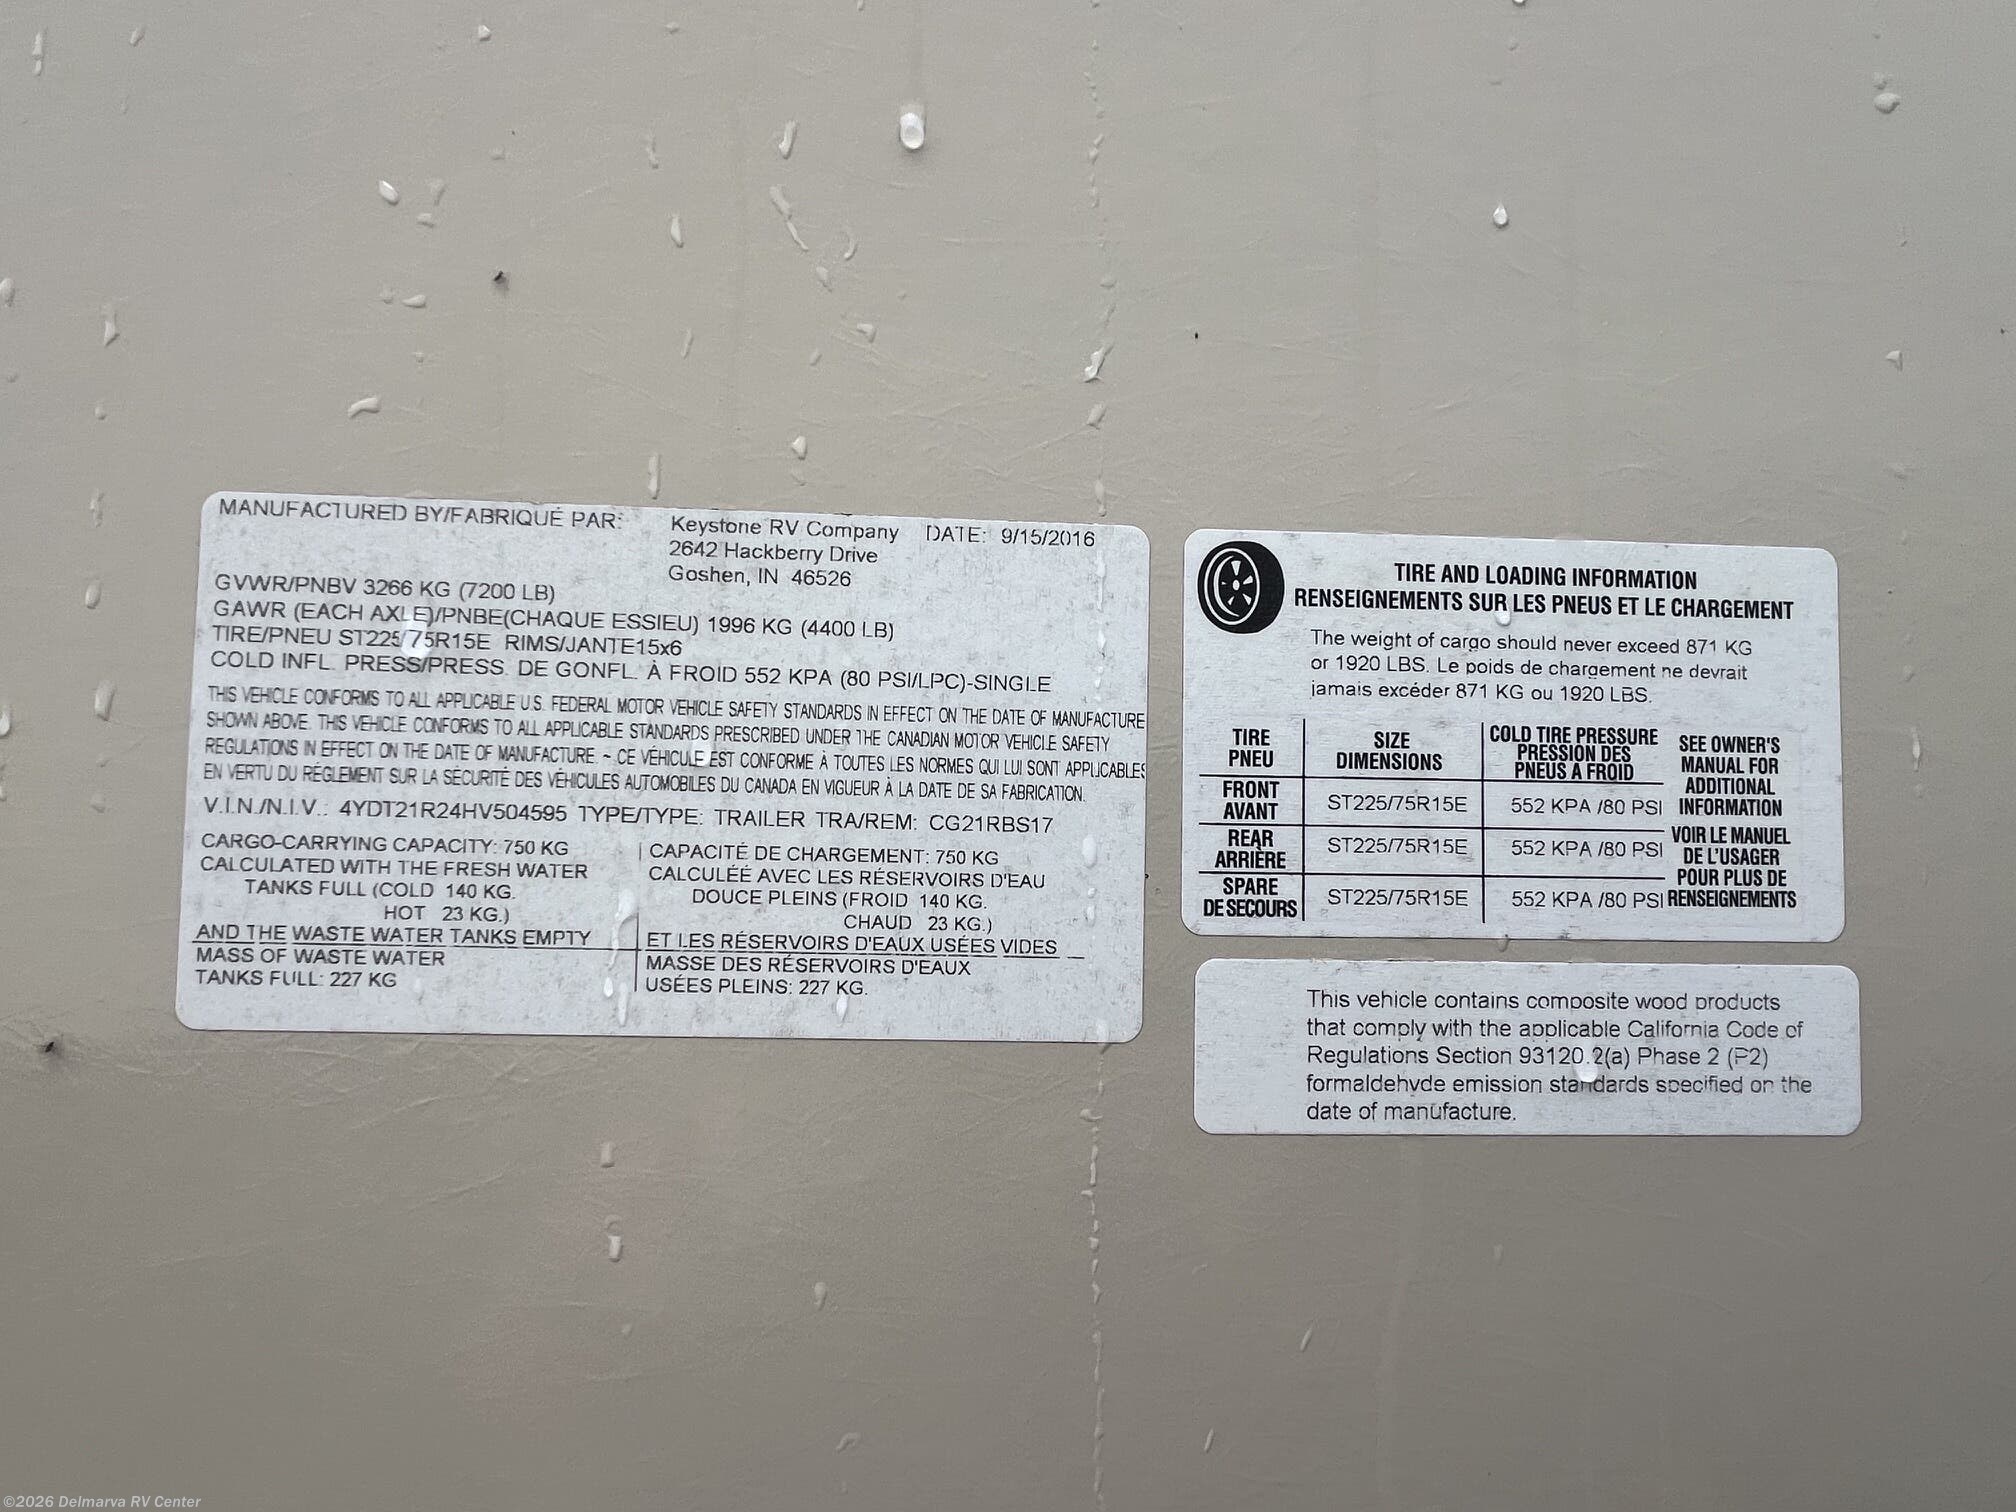 MANUFACTURED BY/FABRIQUÉ PAR: Keystone RV Company DATE: 9/15/2016
2642 Hackberry Drive
Goshen, IN 46526
GVWR/PNBV 3266 KG (7200 LB)
GAWR (EACH AXLE)/PNBE(CHAQUE ESSIEU) 1996 KG (4400 LB)
TIRE/PNEU ST225/75R15E RIMS/JANTE15x6
COLD INFL. PRESS/PRESS. DE GONFL. À FROID 552 KPA (80 PSI/LPC)-SINGLE
THIS VEHICLE CONFORMS TO ALL APPLICABLE U.S. FEDERAL MOTOR VEHICLE SAFETY STANDARDS IN EFFECT ON THE DATE OF MANUFACTURE
SHOWN ABOVE. THIS VEHICLE CONFORMS TO ALL APPLICABLE STANDARDS PRESCRIBED UNDER THE CANADIAN MOTOR VEHICLE SAFETY
REGULATIONS IN EFFECT ON THE DATE OF MANUFACTURE. ~ CE VÉHICULE EST CONFORME À TOUTES LES NORMES QUI LUI SONT APPLICABLES
EN VERTU DU RÉGLEMENT SUR LA SÉCURITÉ DES VÉHICULES AUTOMOBILES DU CANADA EN VIGUEUR À LA DATE DE SA FABRICATION.
V.I.N./N.I.V.: 4YDT21R24HV504595 TYPE/TYPE: TRAILER TRA/REM: CG21RBS17
CARGO-CARRYING CAPACITY: 750 KG
CALCULATED WITH THE FRESH WATER
TANKS FULL (COLD 140 KG.
HOT 23 KG.)
AND THE WASTE WATER TANKS EMPTY
MASS OF WASTE WATER
TANKS FULL: 227 KG
CAPACITÉ DE CHARGEMENT: 750 KG
CALCULÉE AVEC LES RÉSERVOIRS D'EAU
DOUCE PLEINS (FROID 140 KG.
CHAUD 23 KG.)
ET LES RÉSERVOIRS D'EAUX USÉES VIDES
MASSE DES RÉSERVOIRS D'EAUX
USÉES PLEINS: 227 KG.
TIRE AND LOADING INFORMATION
RENSEIGNEMENTS SUR LES PNEUS ET LE CHARGEMENT
The weight of cargo should never exceed 871 KG
or 1920 LBS. Le poids de chargement ne devrait
jamais excéder 871 KG ou 1920 LBS.
TIRE
PNEU
SIZE
DIMENSIONS
COLD TIRE PRESSURE
PRESSION DES
PNEUS A FROID
FRONT
AVANT
ST225/75R15E 552 KPA /80 PSI
REAR
ARRIÈRE
ST225/75R15E 552 KPA /80 PSI
SPARE
DE SECOURS
ST225/75R15E 552 KPA /80 PSI
SEE OWNER'S
MANUAL FOR
ADDITIONAL
INFORMATION
VOIR LE MANUEL
DE L'USAGER
POUR PLUS DE
RENSEIGNEMENTS
This vehicle contains composite wood products
that comply with the applicable California Code of
Regulations Section 93120.2(a) Phase 2 (P2)
formaldehyde emission standards specified on the
date of manufacture.
©2026 Delmarva RV Center